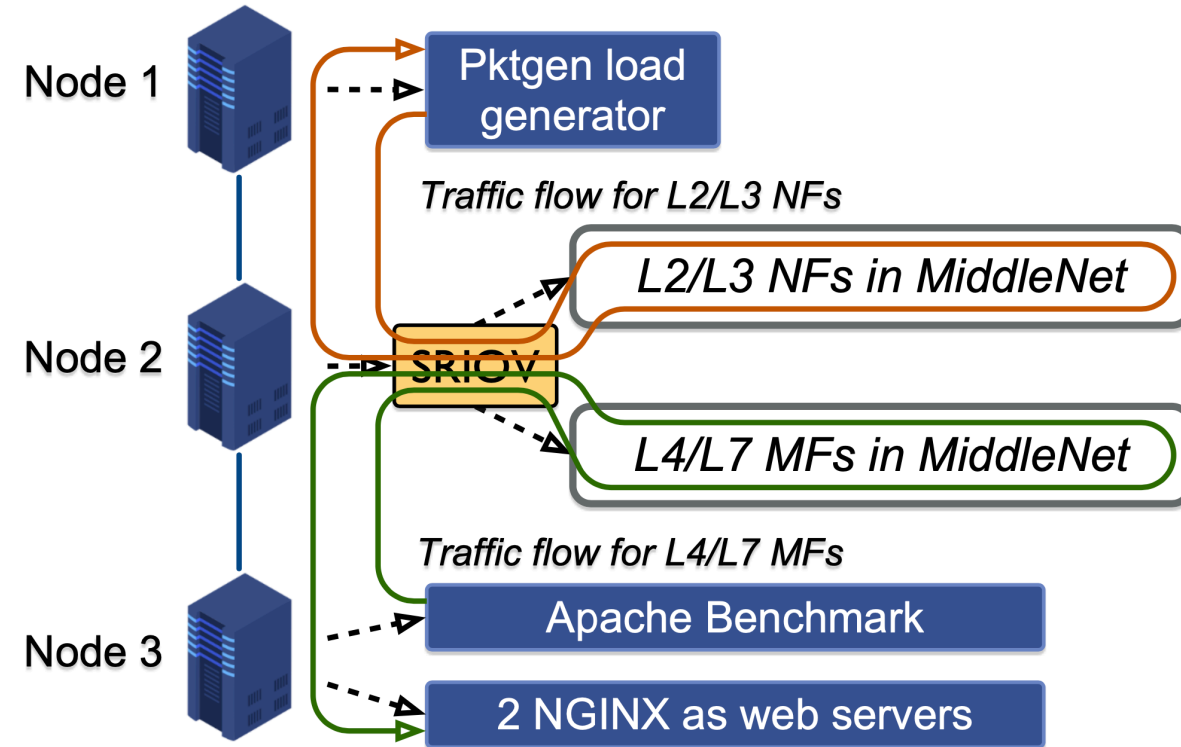 Node 1
Pktgen load
generator
Traffic flow for L2/L3 NFs
L2/L3 NFs in MiddleNet
Node 2
SRIOV
L4/L7 MFs in MiddleNet
Traffic flow for L4/L7 MFs
Apache Benchmark
Node 3
2 NGINX as web servers